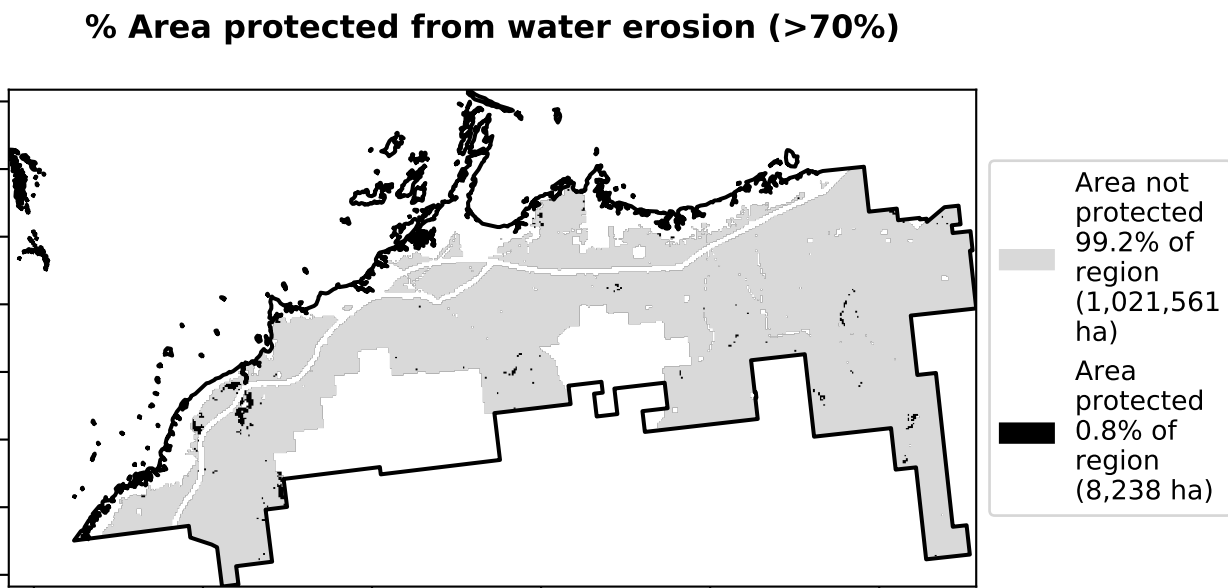 % Area protected from water erosion (>70%)
Area not
protected
99.2% of
region
(1,021,561
ha)
Area
protected
0.8% of
region
(8,238 ha)